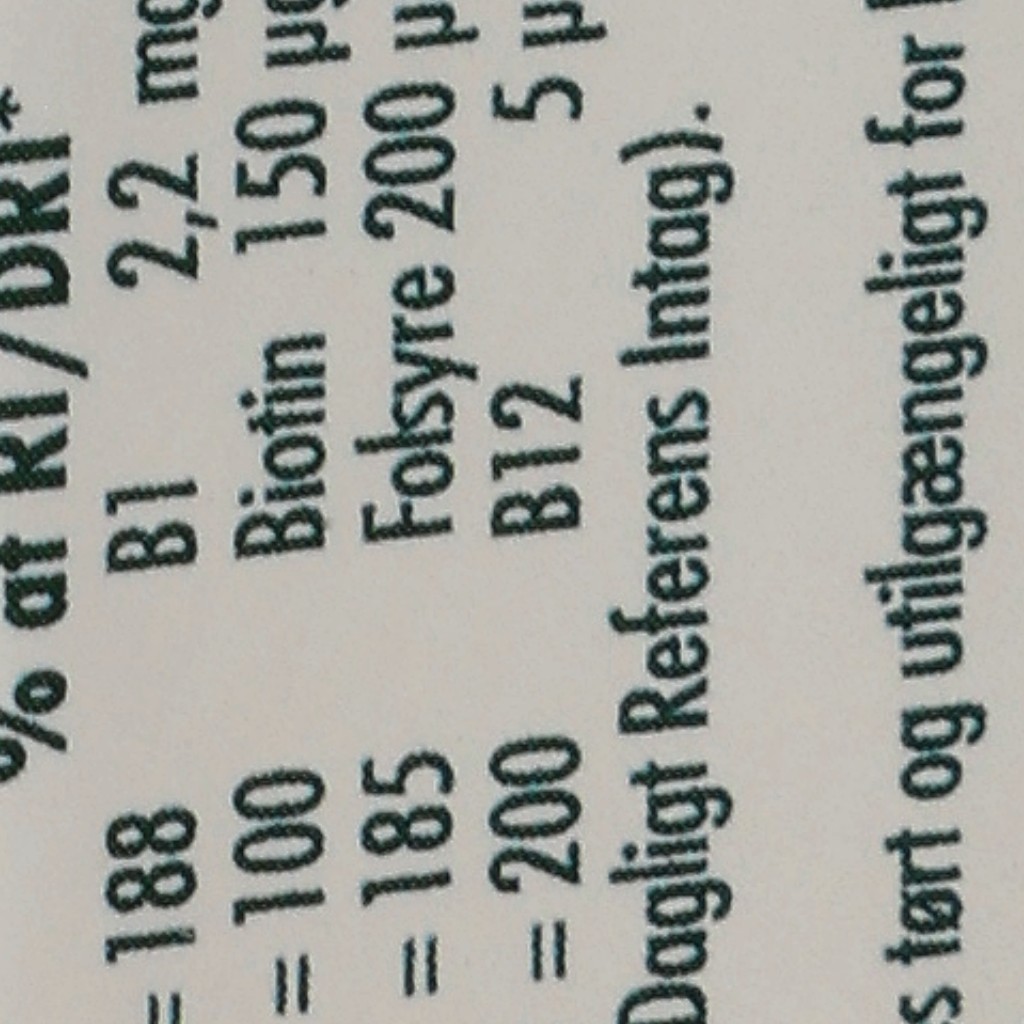 % af RI/DRI*
= 188 B1 2,2 mg
= 100 Biotin 150 µg
= 185 Folsyre 200 µ
= 200 B12 5 µ
Dagligt Referens Intag).
s tørt og utilgængeligt for